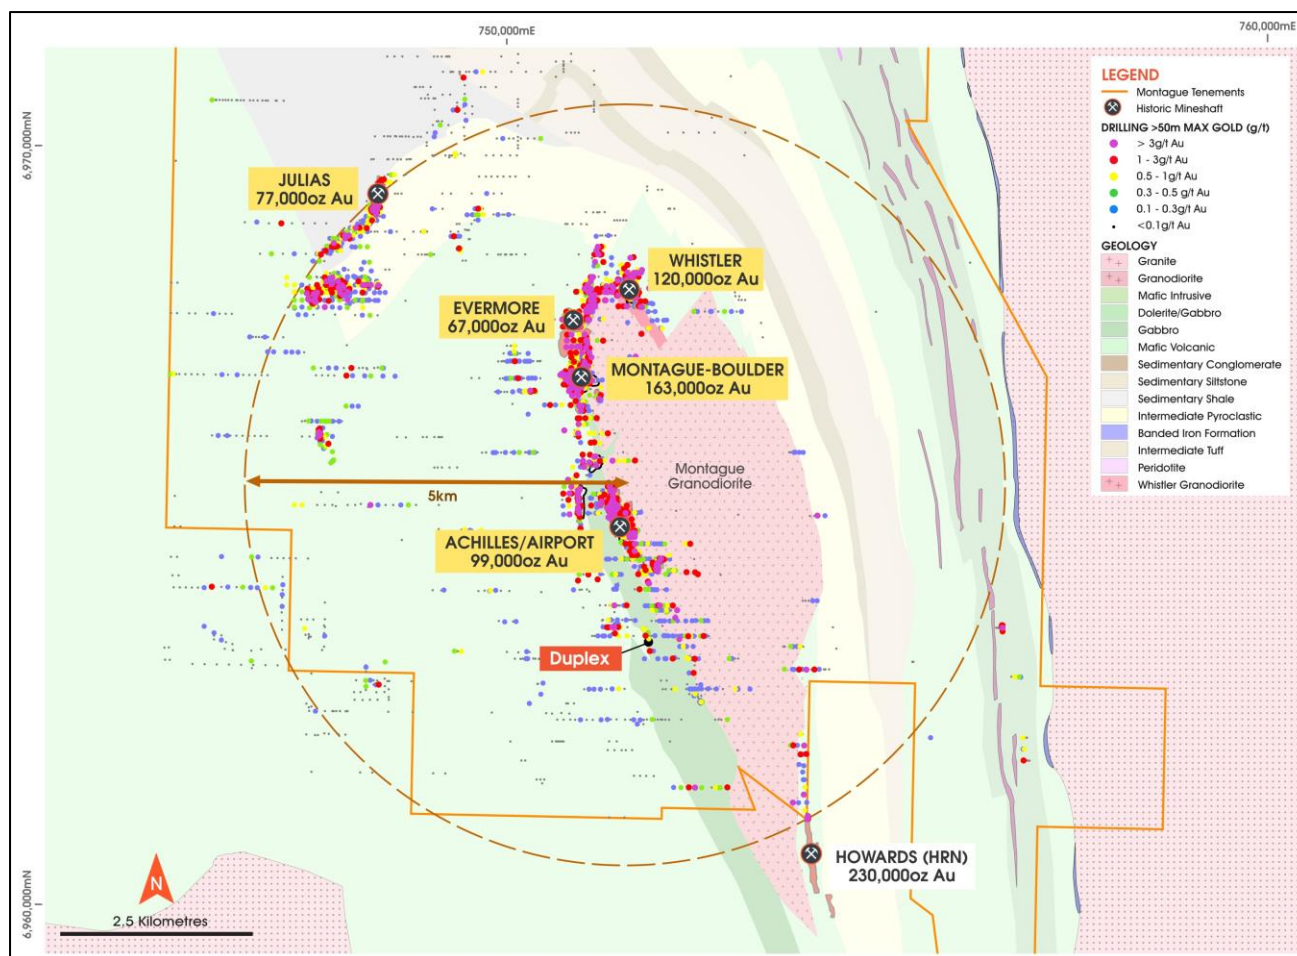 750,000mE
760,000mE
6,970,000mN
6,960,000mN
JULIAS
77,000oz Au
WHISTLER
120,000oz Au
EVERMORE
67,000oz Au
MONTAGUE-BOULDER
163,000oz Au
Montague
Granodiorite
5km
ACHILLES/AIRPORT
99,000oz Au
Duplex
HOWARDS (HRN)
230,000oz Au
N
2.5 Kilometres
LEGEND
Montague Tenements
Historic Mineshaft
DRILLING >50m MAX GOLD (g/t)
> 3g/t Au
1 - 3g/t Au
0.5 - 1g/t Au
0.3 - 0.5 g/t Au
0.1 - 0.3g/t Au
<0.1g/t Au
GEOLOGY
Granite
Granodiorite
Mafic Intrusive
Dolerite/Gabbro
Gabbro
Mafic Volcanic
Sedimentary Conglomerate
Sedimentary Siltstone
Sedimentary Shale
Intermediate Pyroclastic
Banded Iron Formation
Intermediate Tuff
Peridotite
Whistler Granodiorite